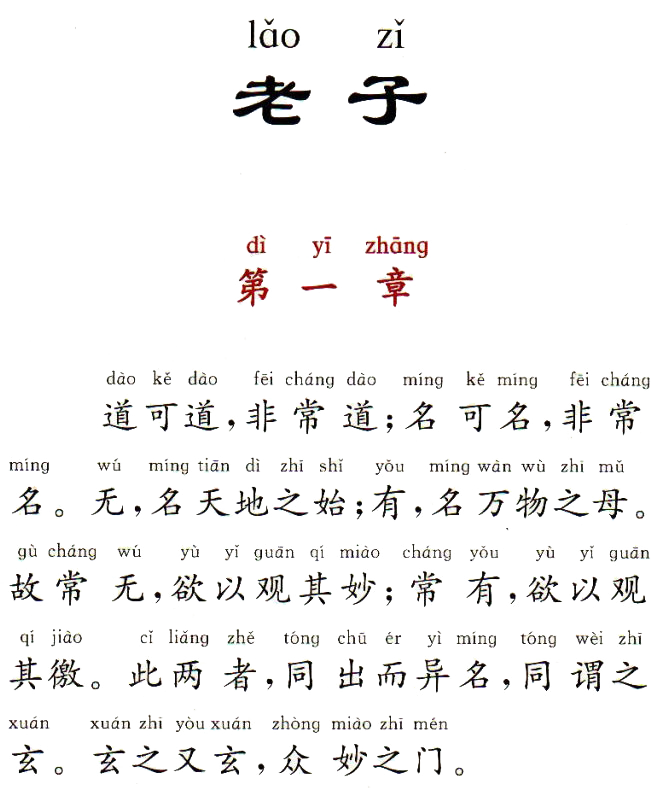 lǎo zǐ
老子
dì yī zhāng
第一章
dào kě dào fēi cháng dào míng kě míng fēi cháng
道可道，非常道；名可名，非常
míng wú míng tiān dì zhī shǐ yǒu míng wàn wù zhī mǔ
名。无，名天地之始；有，名万物之母。
gù cháng wú yù yǐ guān qí miào cháng yǒu yù yǐ guān
故常无，欲以观其妙；常有，欲以观
qí jiào cǐ liǎng zhě tóng chū ér yì míng tóng wèi zhī
其徼。此两者，同出而异名，同谓之
xuán xuán zhī yòu xuán zhòng miào zhī mén
玄。玄之又玄，众妙之门。